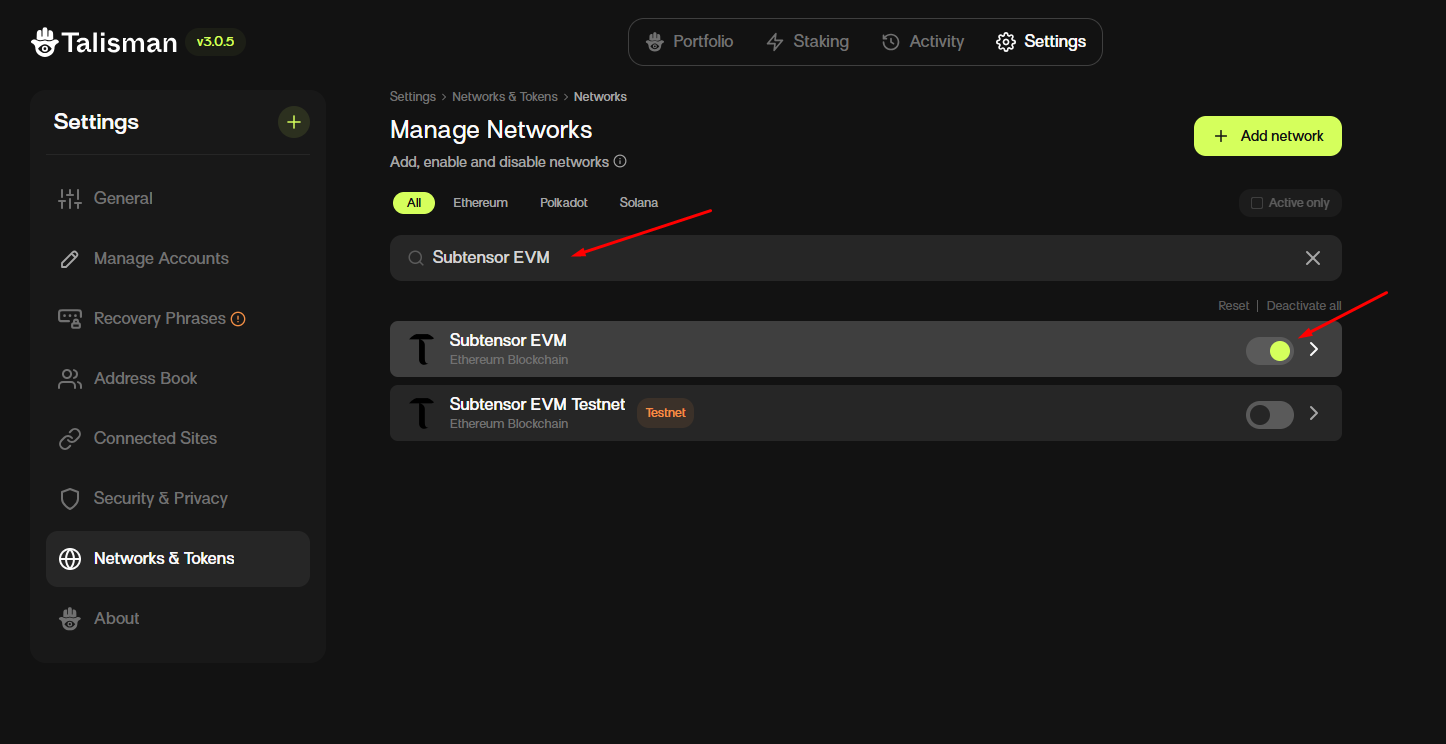 Talisman v3.0.5
Portfolio Staking Activity Settings
Settings
General
Manage Accounts
Recovery Phrases
Address Book
Connected Sites
Security & Privacy
Networks & Tokens
About
Settings > Networks & Tokens > Networks
Manage Networks
Add, enable and disable networks
Add network
All Ethereum Polkadot Solana
Active only
Subtensor EVM
Reset | Deactivate all
Subtensor EVM
Ethereum Blockchain
Subtensor EVM Testnet Testnet
Ethereum Blockchain